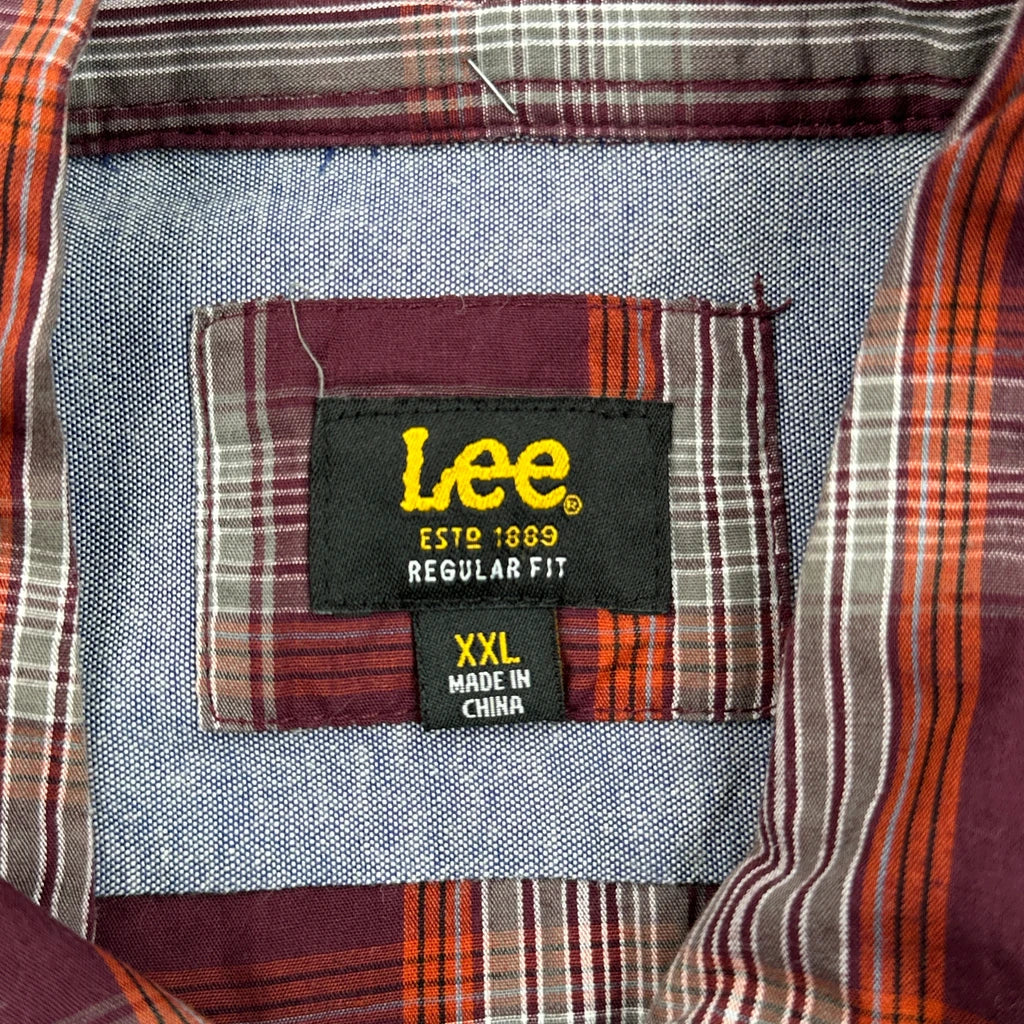 Lee®
ESTD 1889
REGULAR FIT
XXL
MADE IN
CHINA